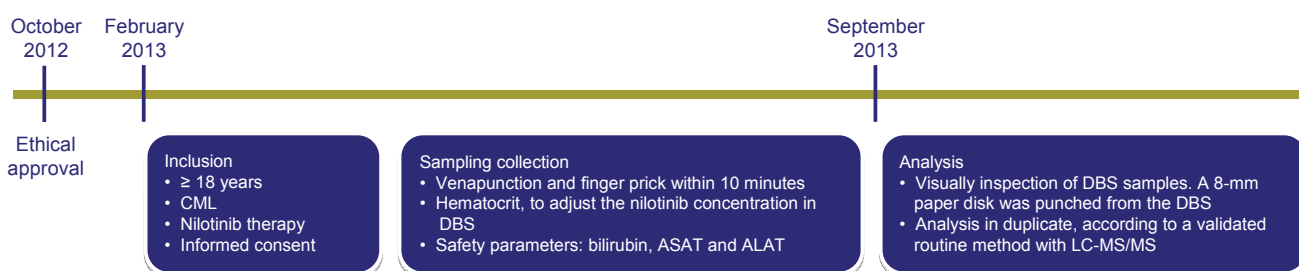 October
2012
February
2013
September
2013
Ethical
approval
Inclusion
• ≥ 18 years
• CML
• Nilotinib therapy
• Informed consent
Sampling collection
• Venapunction and finger prick within 10 minutes
• Hematocrit, to adjust the nilotinib concentration in
DBS
• Safety parameters: bilirubin, ASAT and ALAT
Analysis
• Visually inspection of DBS samples. A 8-mm
paper disk was punched from the DBS
• Analysis in duplicate, according to a validated
routine method with LC-MS/MS